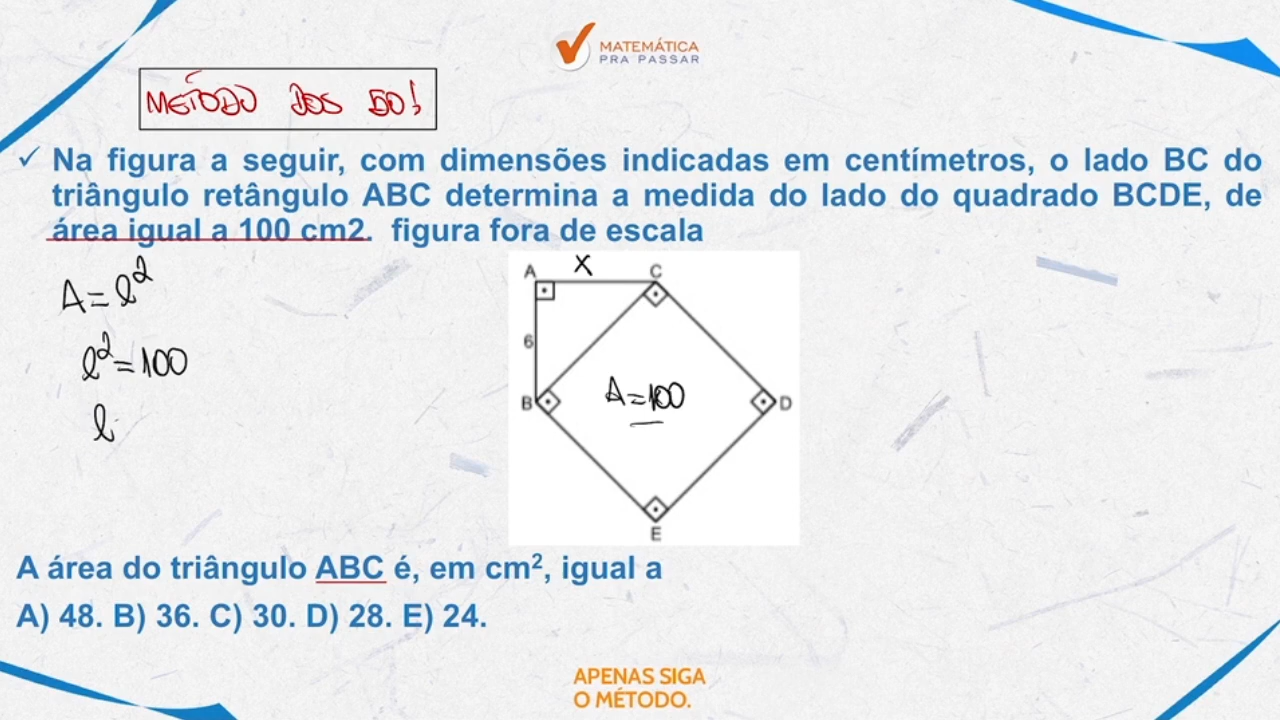 MATEMÁTICA
PRA PASSAR
MÉTODO DOS 50!
✓ Na figura a seguir, com dimensões indicadas em centímetros, o lado BC do
triângulo retângulo ABC determina a medida do lado do quadrado BCDE, de
área igual a 100 cm2. figura fora de escala
A=l²
l²=100
l
X
A
C
6
A=100
B
D
E
A área do triângulo ABC é, em cm², igual a
A) 48. B) 36. C) 30. D) 28. E) 24.
APENAS SIGA
O MÉTODO.